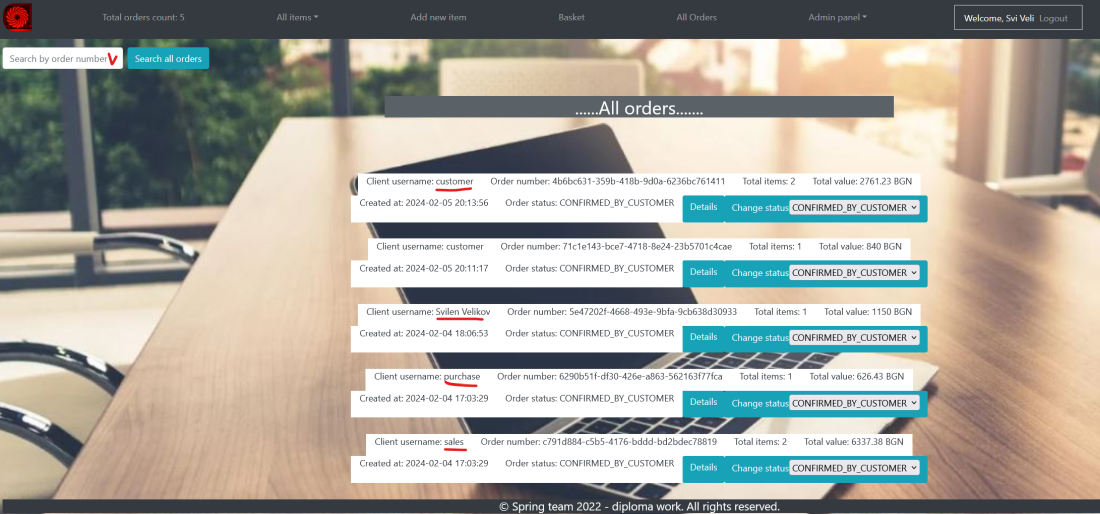 Total orders count: 5 All items Add new item Basket All Orders Admin panel Welcome, Svi Veli Logout
Search by order number Search all orders
......All orders.......
Client username: customer Order number: 4b6bc631-359b-418b-9d0a-6236bc761411 Total items: 2 Total value: 2761.23 BGN
Created at: 2024-02-05 20:13:56 Order status: CONFIRMED_BY_CUSTOMER Details Change status CONFIRMED_BY_CUSTOMER
Client username: customer Order number: 71c1e143-bce7-4718-8e24-23b5701c4cae Total items: 1 Total value: 840 BGN
Created at: 2024-02-05 20:11:17 Order status: CONFIRMED_BY_CUSTOMER Details Change status CONFIRMED_BY_CUSTOMER
Client username: Svilen Velikov Order number: 5e47202f-4668-493e-9bfa-9cb638d30933 Total items: 1 Total value: 1150 BGN
Created at: 2024-02-04 18:06:53 Order status: CONFIRMED_BY_CUSTOMER Details Change status CONFIRMED_BY_CUSTOMER
Client username: purchase Order number: 6290b51f-df30-426e-a863-562163f77fca Total items: 1 Total value: 626.43 BGN
Created at: 2024-02-04 17:03:29 Order status: CONFIRMED_BY_CUSTOMER Details Change status CONFIRMED_BY_CUSTOMER
Client username: sales Order number: c791d884-c5b5-4176-bddd-bd2bdec78819 Total items: 2 Total value: 6337.38 BGN
Created at: 2024-02-04 17:03:29 Order status: CONFIRMED_BY_CUSTOMER Details Change status CONFIRMED_BY_CUSTOMER
© Spring team 2022 - diploma work. All rights reserved.